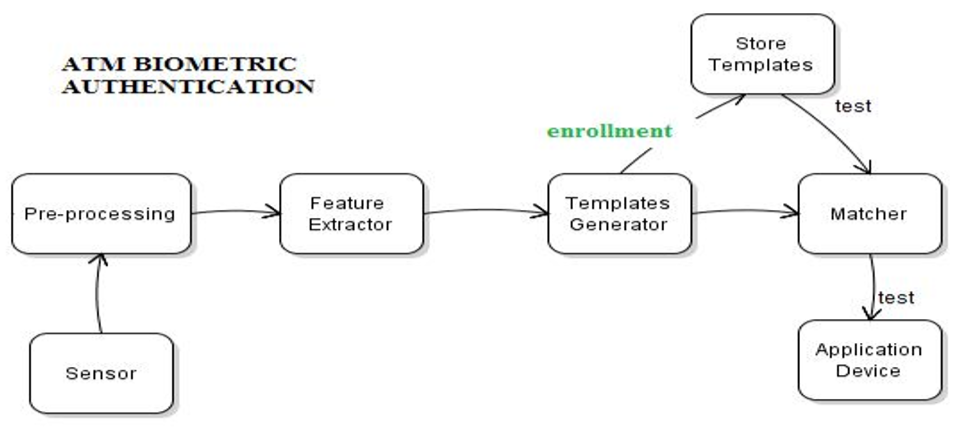 ATM BIOMETRIC
AUTHENTICATION
Store
Templates
test
enrollment
Pre-processing
Feature
Extractor
Templates
Generator
Matcher
test
Sensor
Application
Device